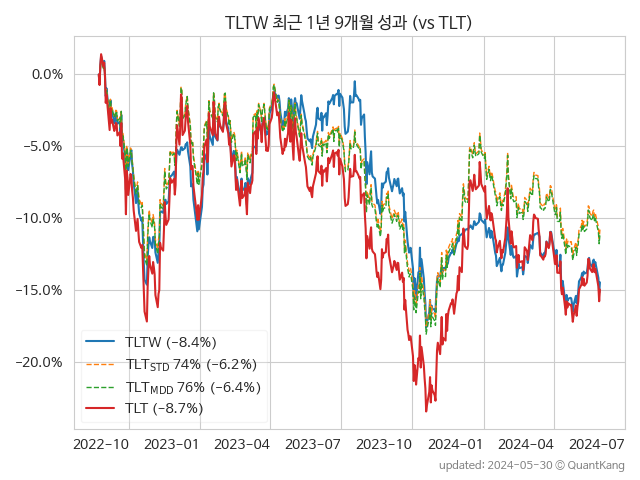 TLTW 최근 1년 9개월 성과 (vs TLT)
0.0%
−5.0%
−10.0%
−15.0%
−20.0%
TLTW (−8.4%)
TLT_STD 74% (−6.2%)
TLT_MDD 76% (−6.4%)
TLT (−8.7%)
2022-10 2023-01 2023-04 2023-07 2023-10 2024-01 2024-04 2024-07
updated: 2024-05-30 © QuantKang